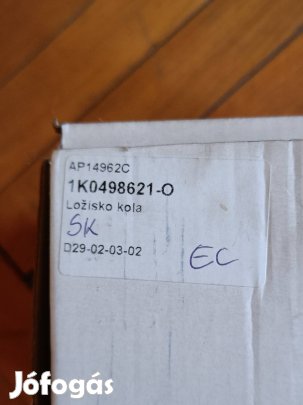 AP14962C
1K0498621-O
Ložisko kola
SK
D29-02-03-02
EC
Jófogás